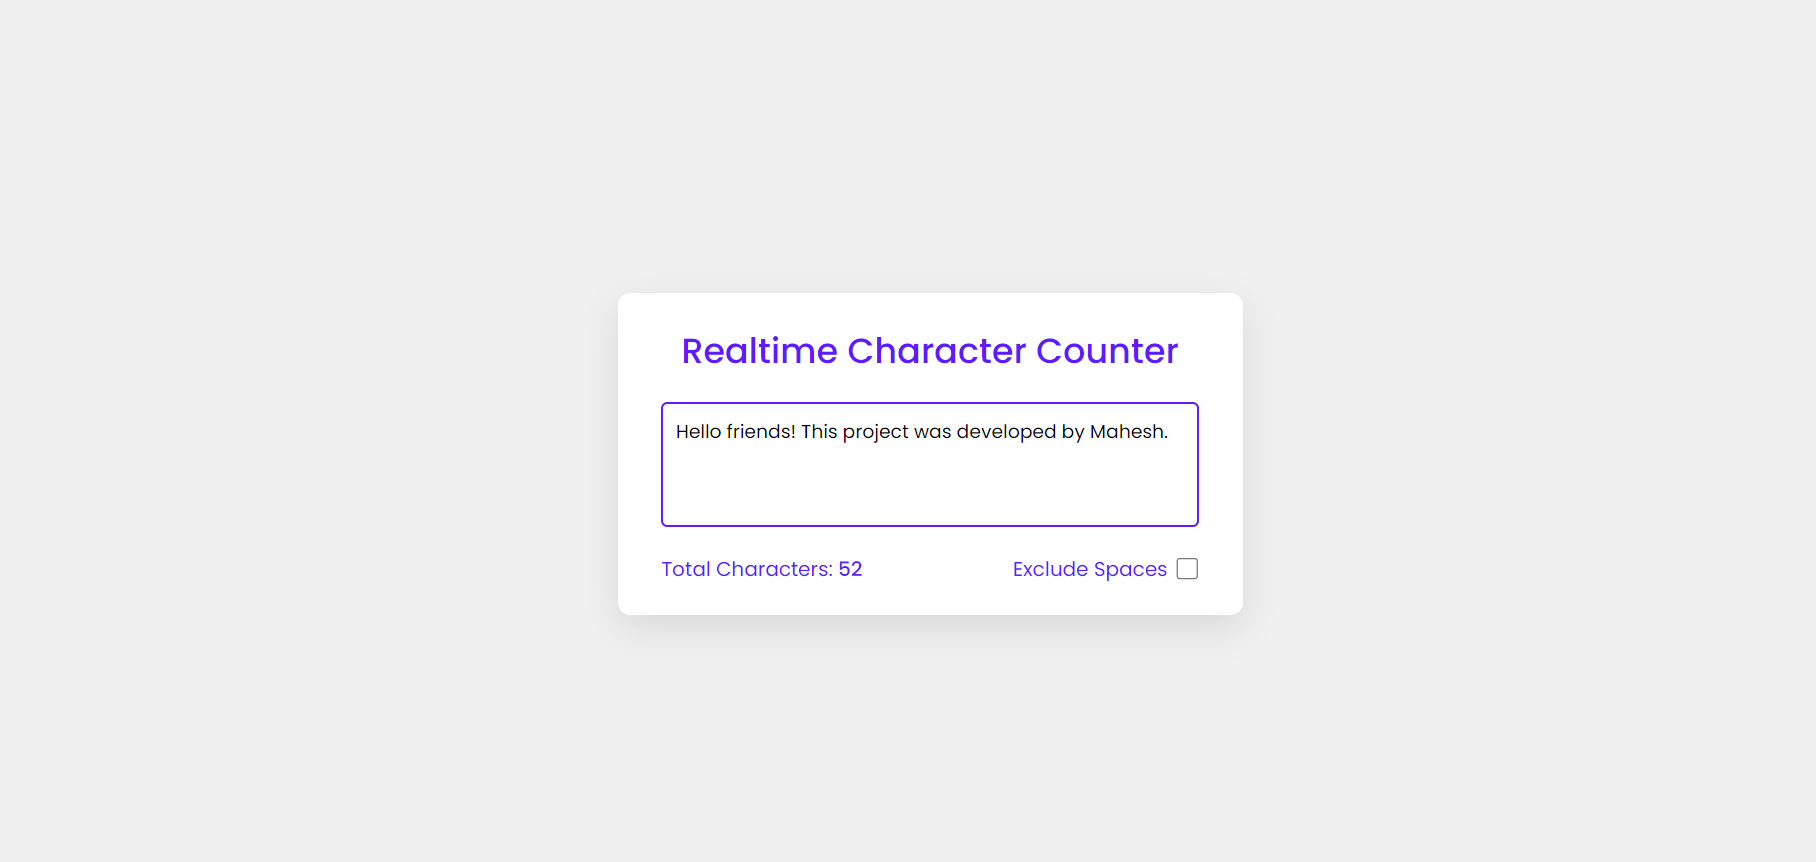 Realtime Character Counter
Hello friends! This project was developed by Mahesh.
Total Characters: 52
Exclude Spaces